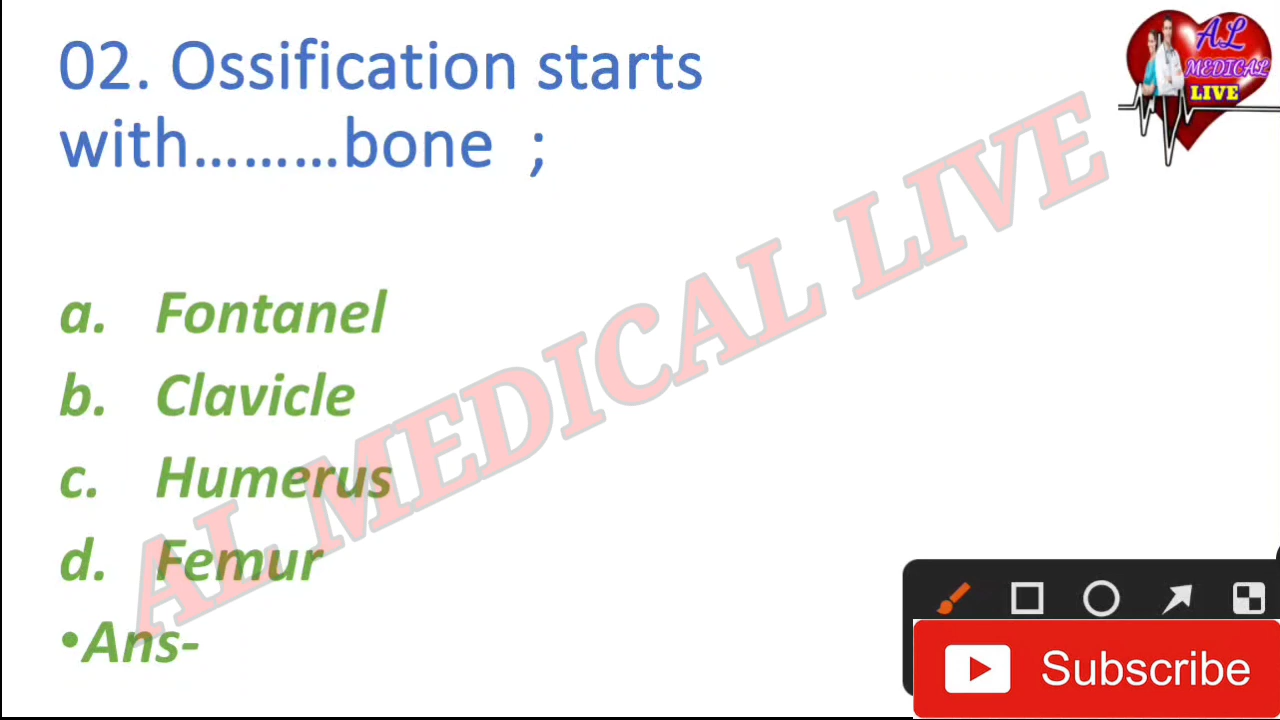 02. Ossification starts
with.........bone ;
a. Fontanel
b. Clavicle
c. Humerus
d. Femur
•Ans-
AL MEDICAL LIVE
AL
MEDICAL
LIVE
Subscribe